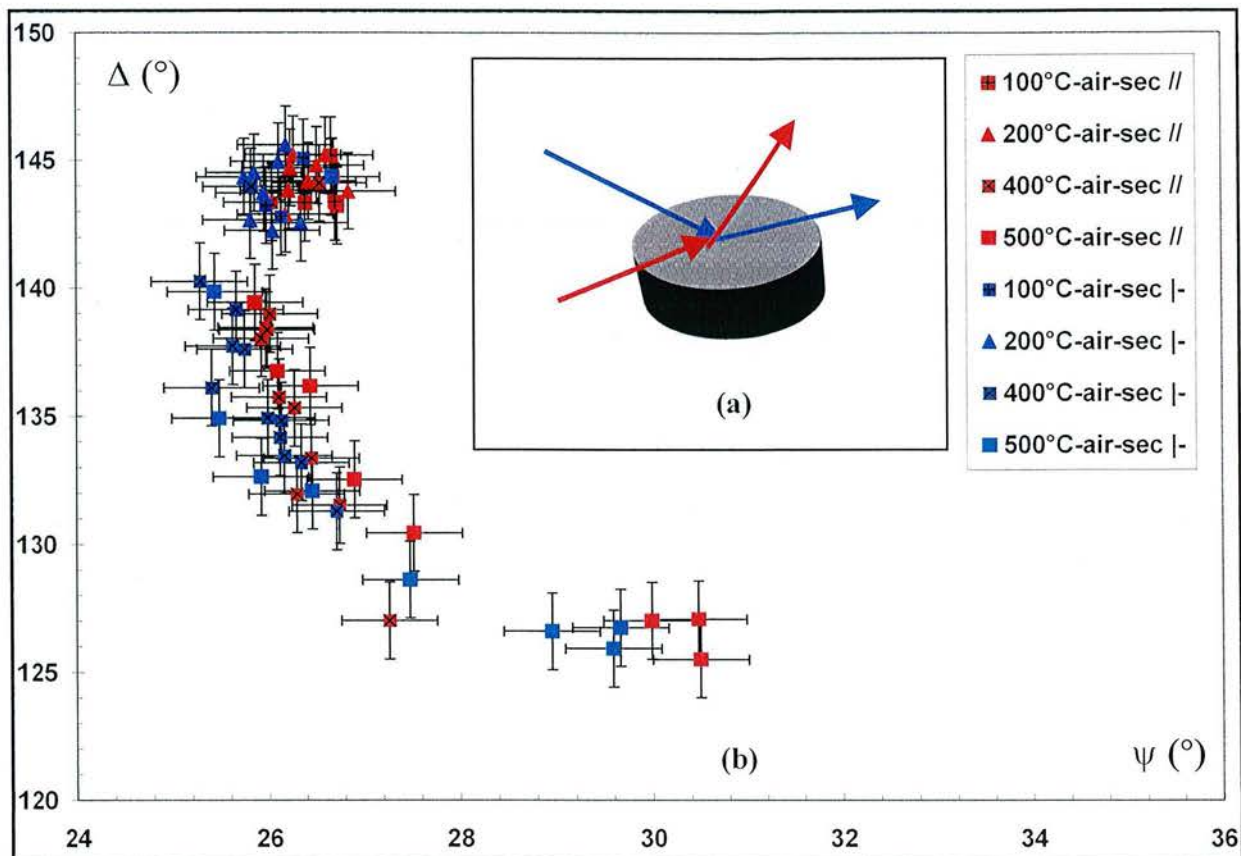 150
145
140
135
130
125
120
Δ (°)
(a)
100°C-air-sec //
200°C-air-sec //
400°C-air-sec //
500°C-air-sec //
100°C-air-sec |-
200°C-air-sec |-
400°C-air-sec |-
500°C-air-sec |-
(b)
ψ (°)
24 26 28 30 32 34 36